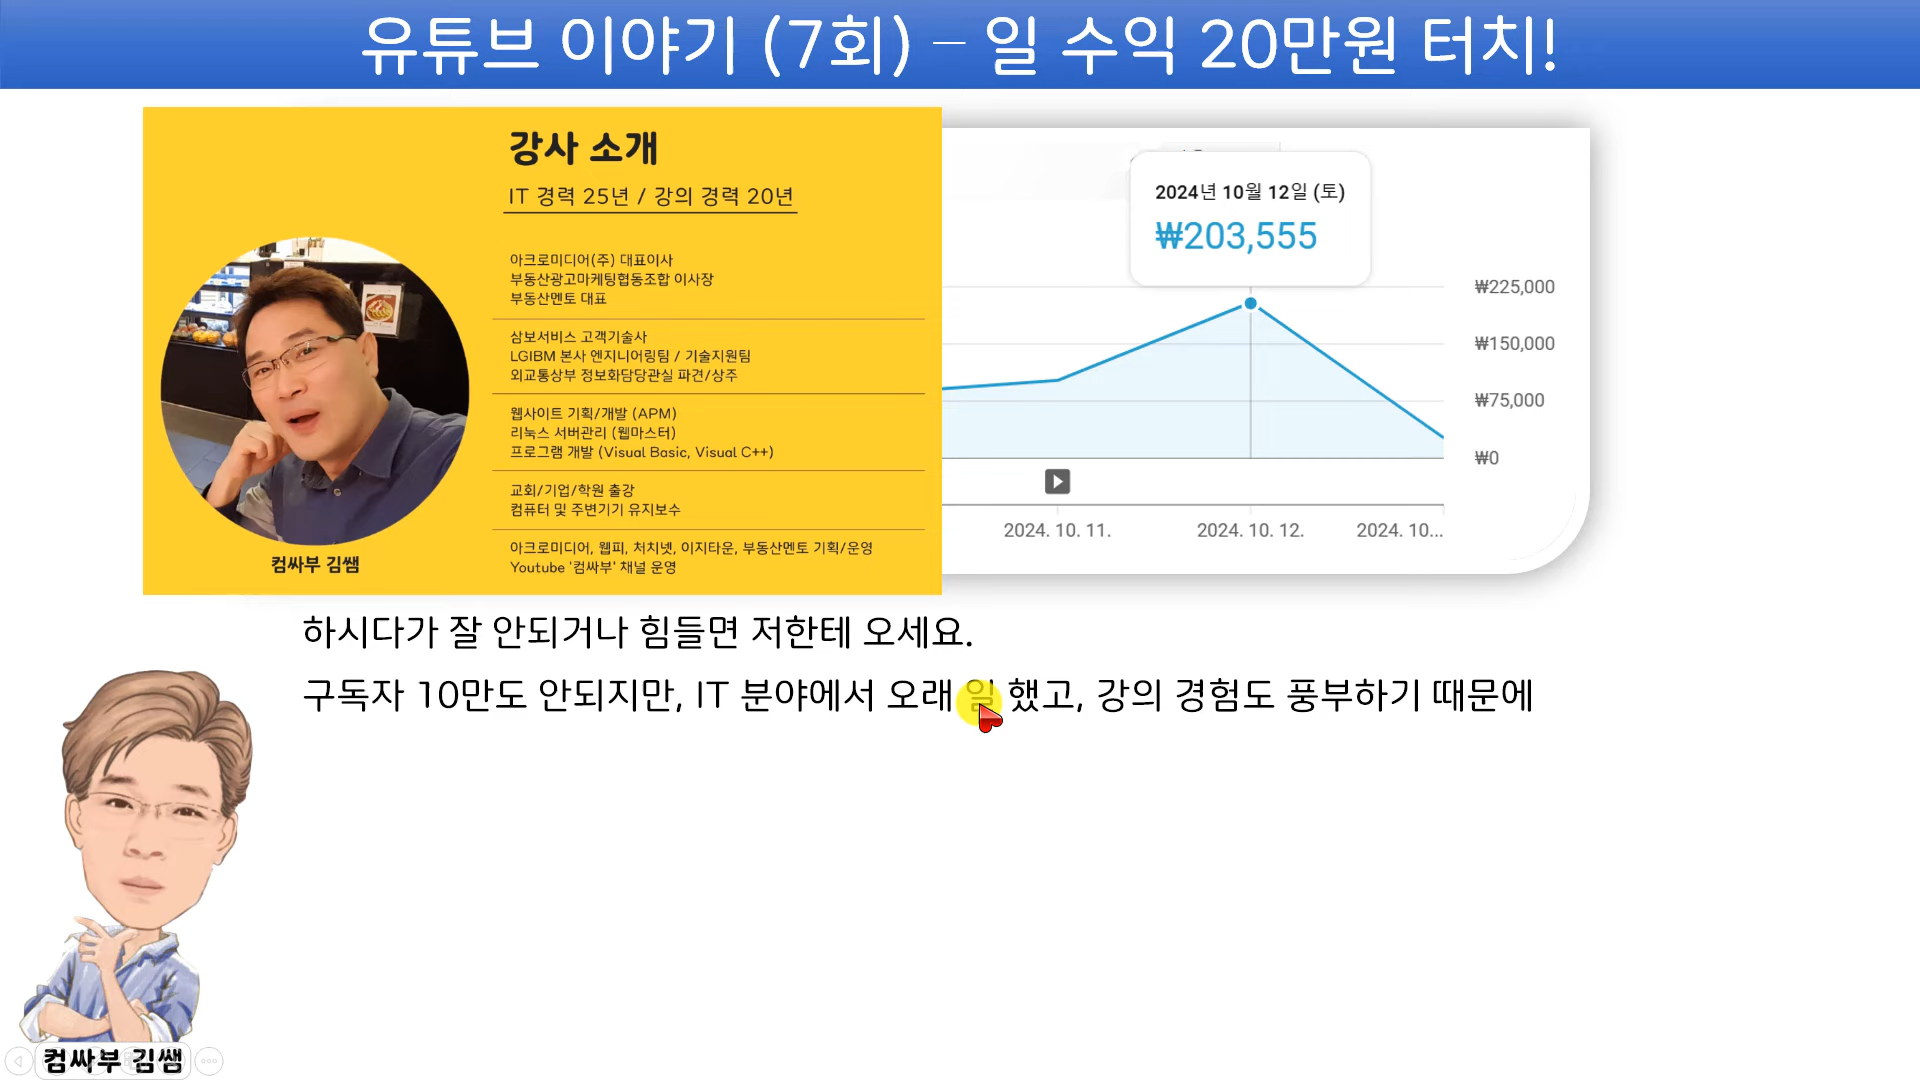 유튜브 이야기 (7회) – 일 수익 20만원 터치!
강사 소개
IT 경력 25년 / 강의 경력 20년
아크로미디어(주) 대표이사
부동산광고마케팅협동조합 이사장
부동산멘토 대표
삼보서비스 고객기술사
LGIBM 본사 엔지니어링팀 / 기술지원팀
외교통상부 정보화담당관실 파견/상주
웹사이트 기획/개발 (APM)
리눅스 서버관리 (웹마스터)
프로그램 개발 (Visual Basic, Visual C++)
교회/기업/학원 출강
컴퓨터 및 주변기기 유지보수
아크로미디어, 웹피, 처치넷, 이지타운, 부동산멘토 기획/운영
Youtube '컴싸부' 채널 운영
컴싸부 김쌤
2024년 10월 12일 (토)
₩203,555
₩225,000
₩150,000
₩75,000
₩0
2024. 10. 11.
2024. 10. 12.
2024. 10...
하시다가 잘 안되거나 힘들면 저한테 오세요.
구독자 10만도 안되지만, IT 분야에서 오래 일 했고, 강의 경험도 풍부하기 때문에
컴싸부 김쌤